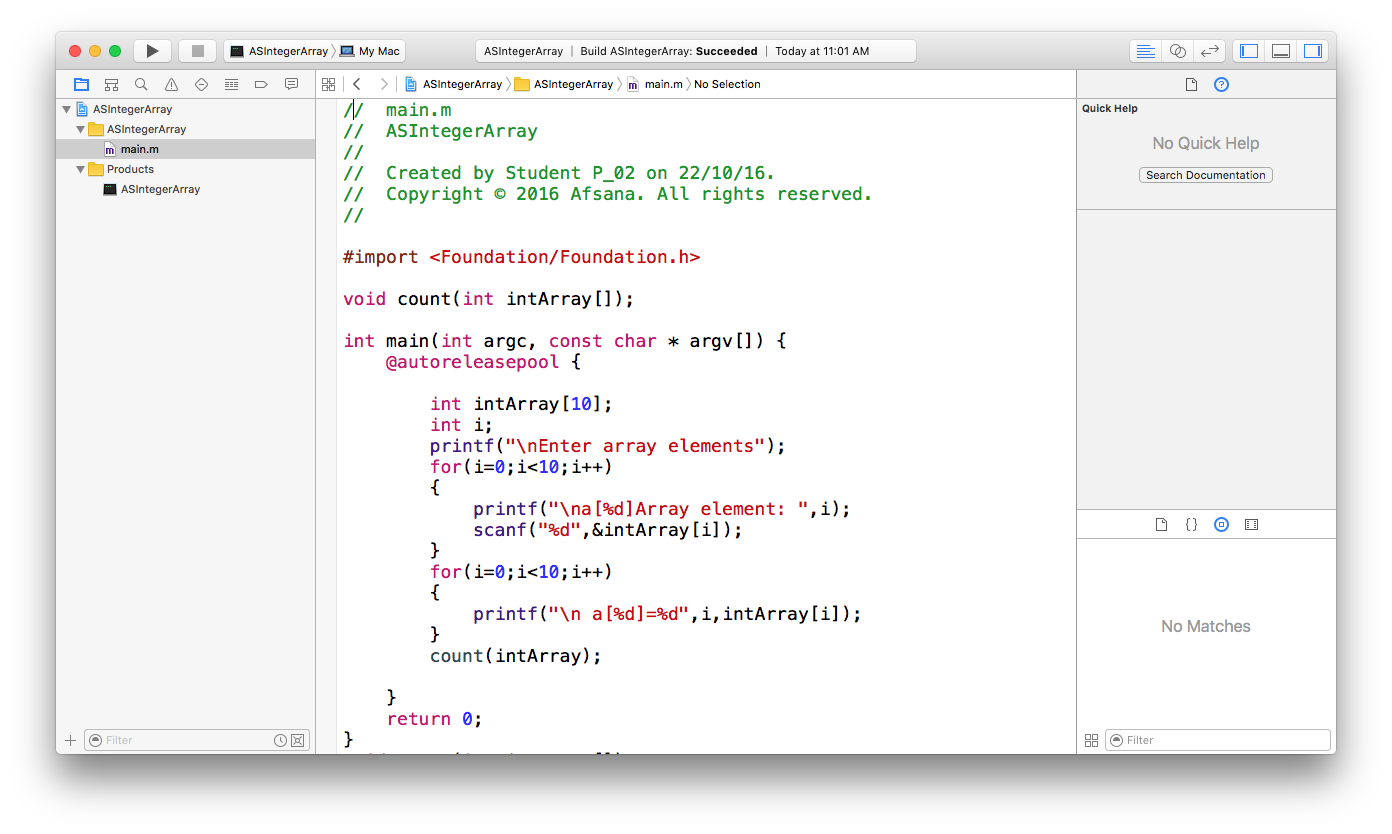 ASIntegerArray My Mac
ASIntegerArray | Build ASIntegerArray: Succeeded | Today at 11:01 AM
ASIntegerArray ASIntegerArray main.m No Selection
ASIntegerArray
ASIntegerArray
main.m
Products
ASIntegerArray
Filter
//  main.m
//  ASIntegerArray
//
//  Created by Student P_02 on 22/10/16.
//  Copyright © 2016 Afsana. All rights reserved.
//
#import <Foundation/Foundation.h>
void count(int intArray[]);
int main(int argc, const char * argv[]) {
    @autoreleasepool {
        int intArray[10];
        int i;
        printf("\nEnter array elements");
        for(i=0;i<10;i++)
        {
            printf("\na[%d]Array element: ",i);
            scanf("%d",&intArray[i]);
        }
        for(i=0;i<10;i++)
        {
            printf("\n a[%d]=%d",i,intArray[i]);
        }
        count(intArray);
    }
    return 0;
}
Quick Help
No Quick Help
Search Documentation
No Matches
Filter